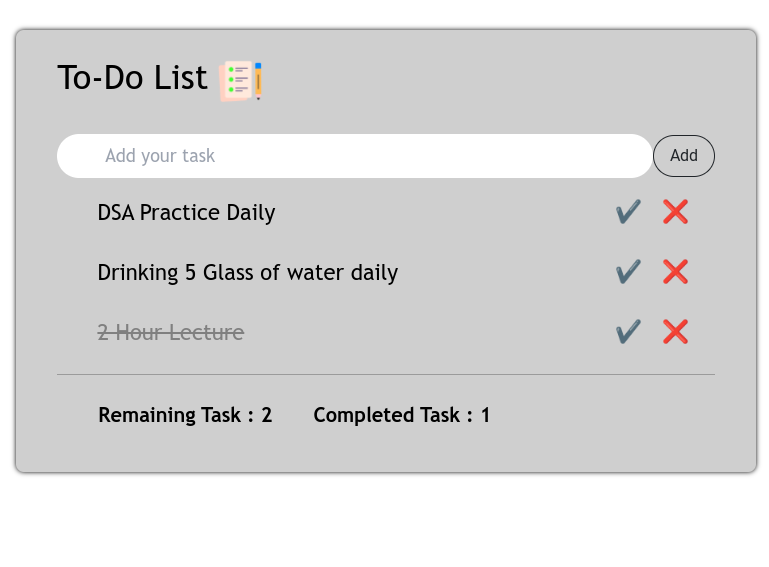 To-Do List
Add your task
Add
DSA Practice Daily
Drinking 5 Glass of water daily
2 Hour Lecture
Remaining Task : 2 Completed Task : 1